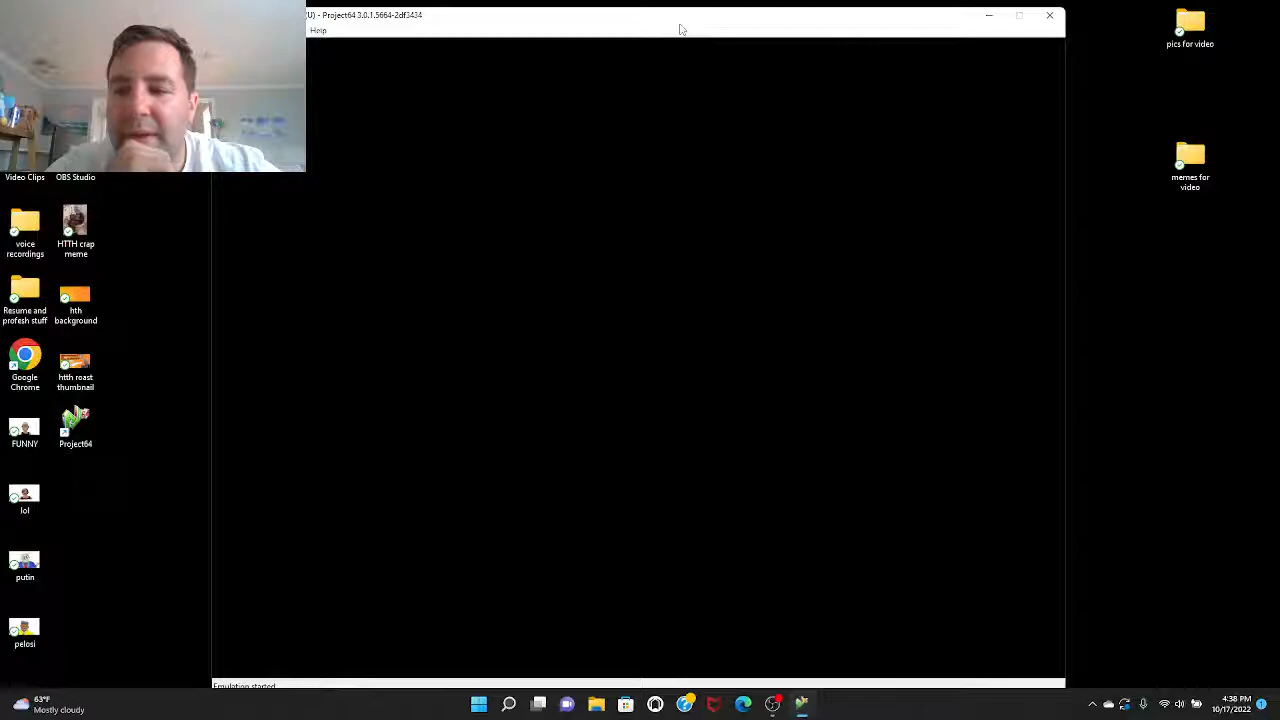 (U) - Project64 3.0.1.5664-2df3434
Help
pics for video
memes for
video
Video Clips
OBS Studio
voice
recordings
HTTH crap
meme
Resume and
profesh stuff
hth
background
Google
Chrome
htth roast
thumbnail
FUNNY
Project64
lol
putin
pelosi
Emulation started
63°F
Mostly cloudy
4:38 PM
10/17/2022